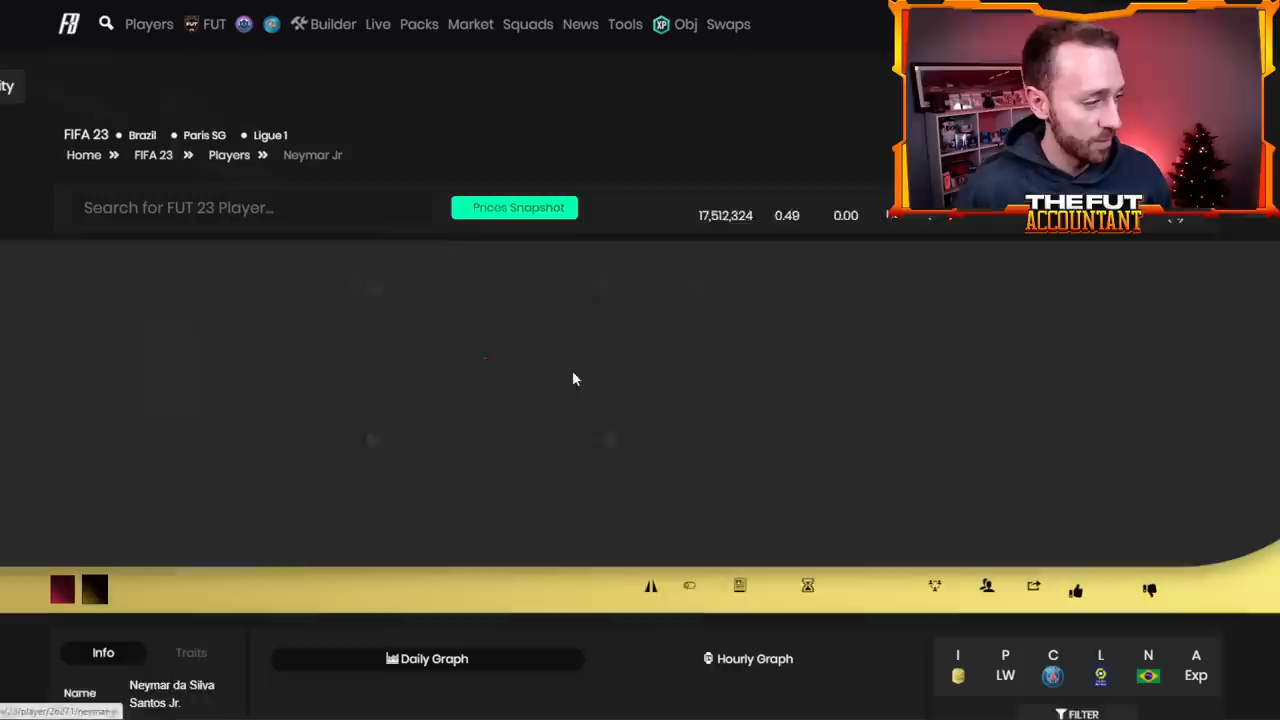 Players FUT Builder Live Packs Market Squads News Tools XP Obj Swaps
ity
FIFA 23 • Brazil • Paris SG • Ligue 1
Home » FIFA 23 » Players » Neymar Jr
Search for FUT 23 Player...
Prices Snapshot
17,512,324 0.49 0.00
THE FUT
ACCOUNTANT
Info
Traits
Daily Graph
Hourly Graph
I P C L N A
LW Exp
Name
Neymar da Silva
Santos Jr.
FILTER